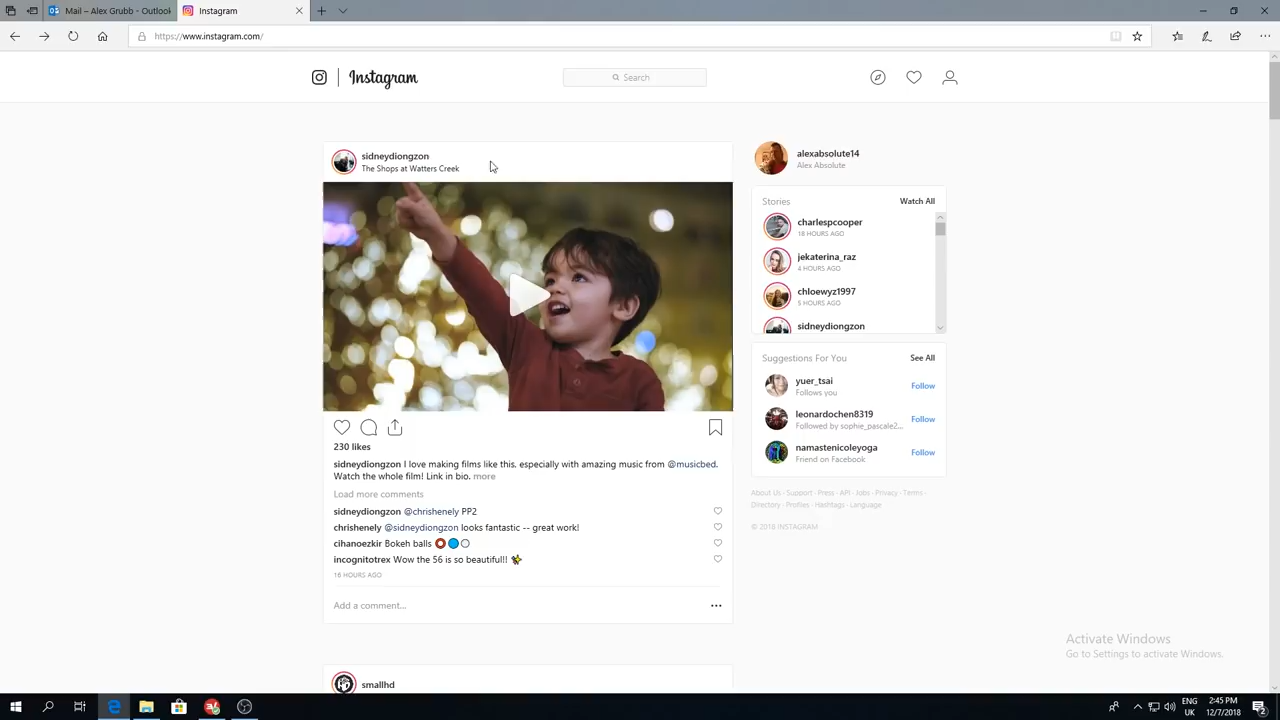 Mail – Alex Grubb – Outlook
Instagram
https://www.instagram.com/
Instagram
Search
sidneydiongzon
The Shops at Watters Creek
230 likes
sidneydiongzon I love making films like this, especially with amazing music from @musicbed.
Watch the whole film! Link in bio. more
Load more comments
sidneydiongzon @chrishenely PP2
chrishenely @sidneydiongzon looks fantastic -- great work!
cihanoezkir Bokeh balls
incognitotrex Wow the 56 is so beautiful!!
16 HOURS AGO
Add a comment...
smallhd
alexabsolute14
Alex Absolute
Stories Watch All
charlespcooper
18 HOURS AGO
jekaterina_raz
4 HOURS AGO
chloewyz1997
5 HOURS AGO
sidneydiongzon
Suggestions For You See All
yuer_tsai
Follows you
Follow
leonardochen8319
Followed by sophie_pascale2...
Follow
namastenicoleyoga
Friend on Facebook
Follow
About Us · Support · Press · API · Jobs · Privacy · Terms ·
Directory · Profiles · Hashtags · Language
© 2018 INSTAGRAM
Activate Windows
Go to Settings to activate Windows.
ENG
UK
2:45 PM
12/7/2018
2